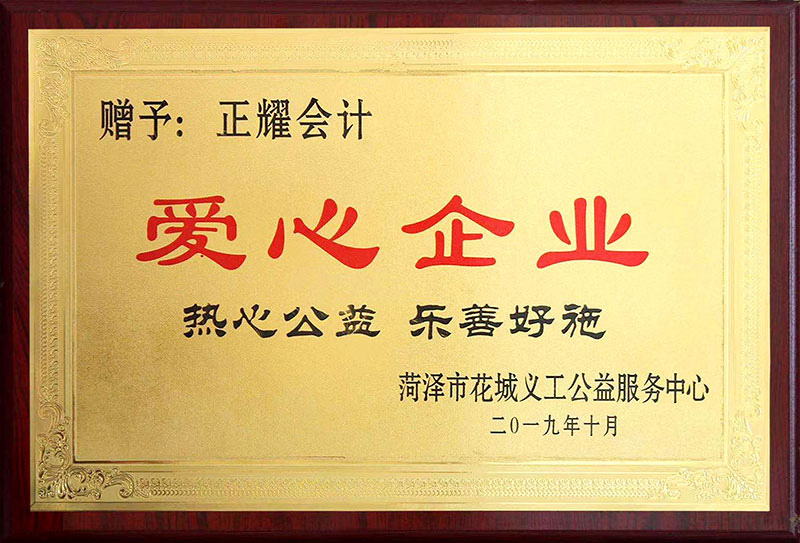 赠予：正耀会计
爱心企业
热心公益 乐善好施
菏泽市花城义工公益服务中心
二0一九年十月